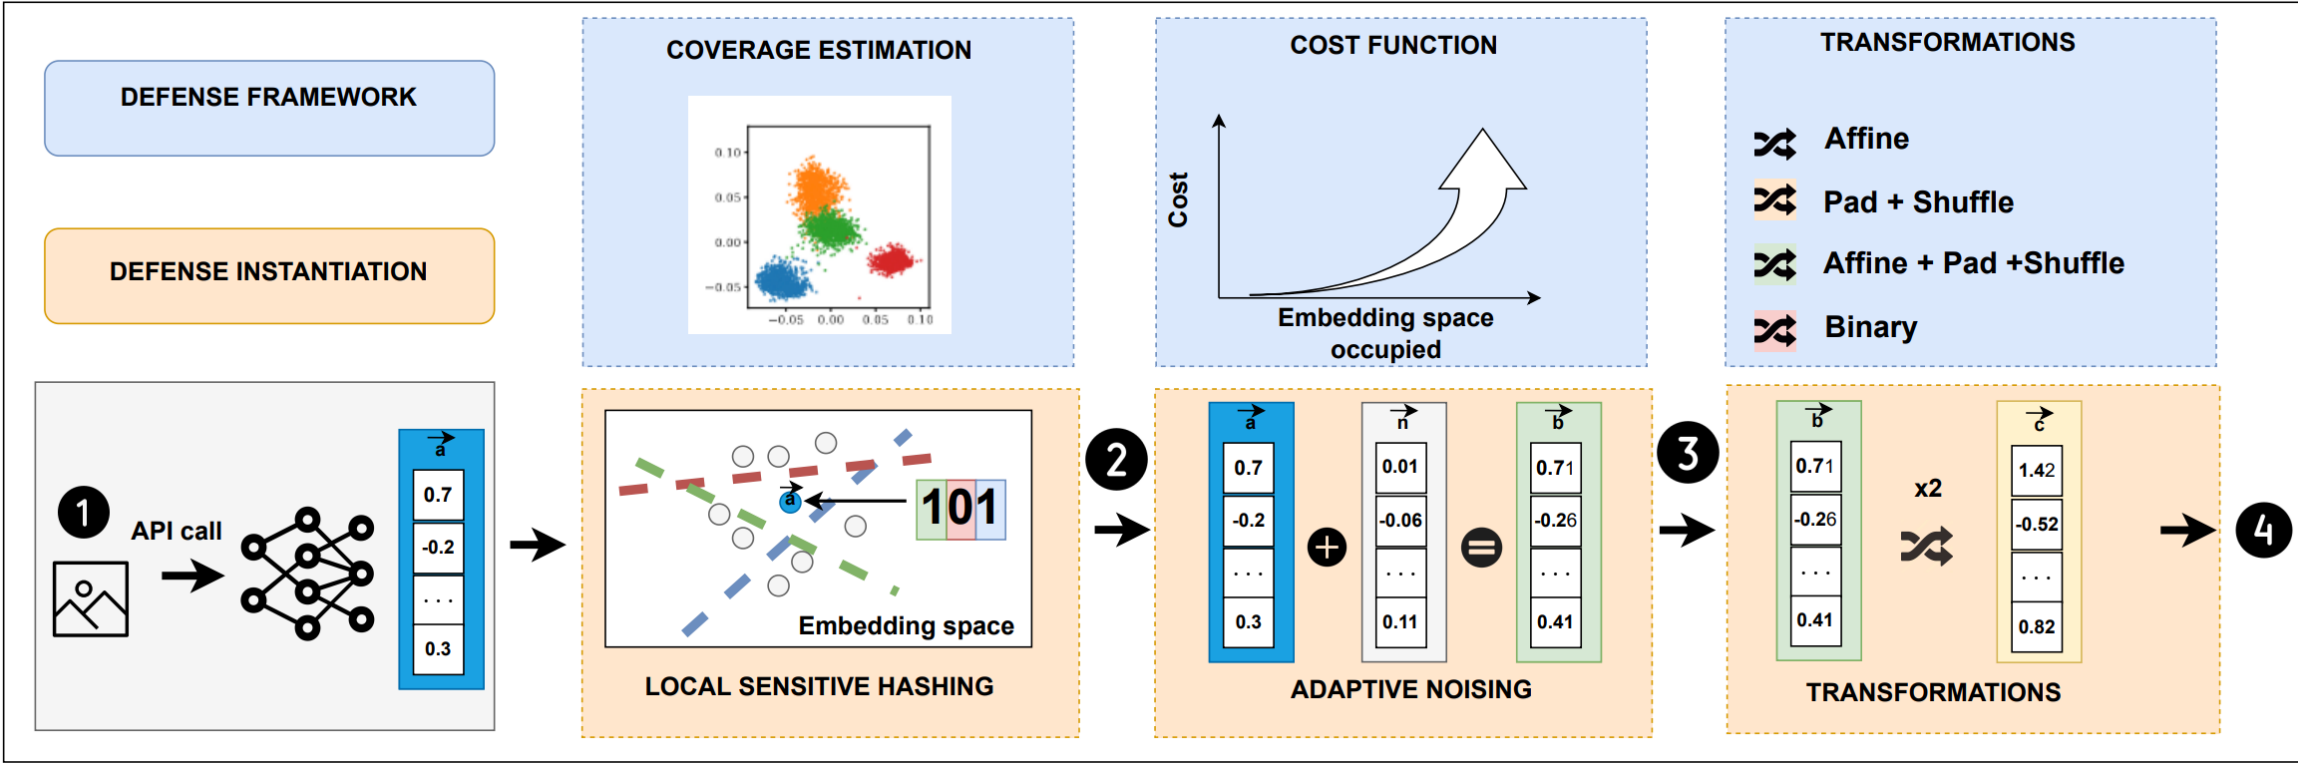 DEFENSE FRAMEWORK
DEFENSE INSTANTIATION
COVERAGE ESTIMATION
0.10
0.05
0.00
−0.05
−0.05 0.00 0.05 0.10
COST FUNCTION
Cost
Embedding space
occupied
TRANSFORMATIONS
Affine
Pad + Shuffle
Affine + Pad +Shuffle
Binary
1
API call
a
0.7
-0.2
...
0.3
a
101
Embedding space
LOCAL SENSITIVE HASHING
2
a
0.7
-0.2
...
0.3
+
n
0.01
-0.06
...
0.11
=
b
0.71
-0.26
...
0.41
ADAPTIVE NOISING
3
b
0.71
-0.26
...
0.41
x2
c
1.42
-0.52
...
0.82
TRANSFORMATIONS
4